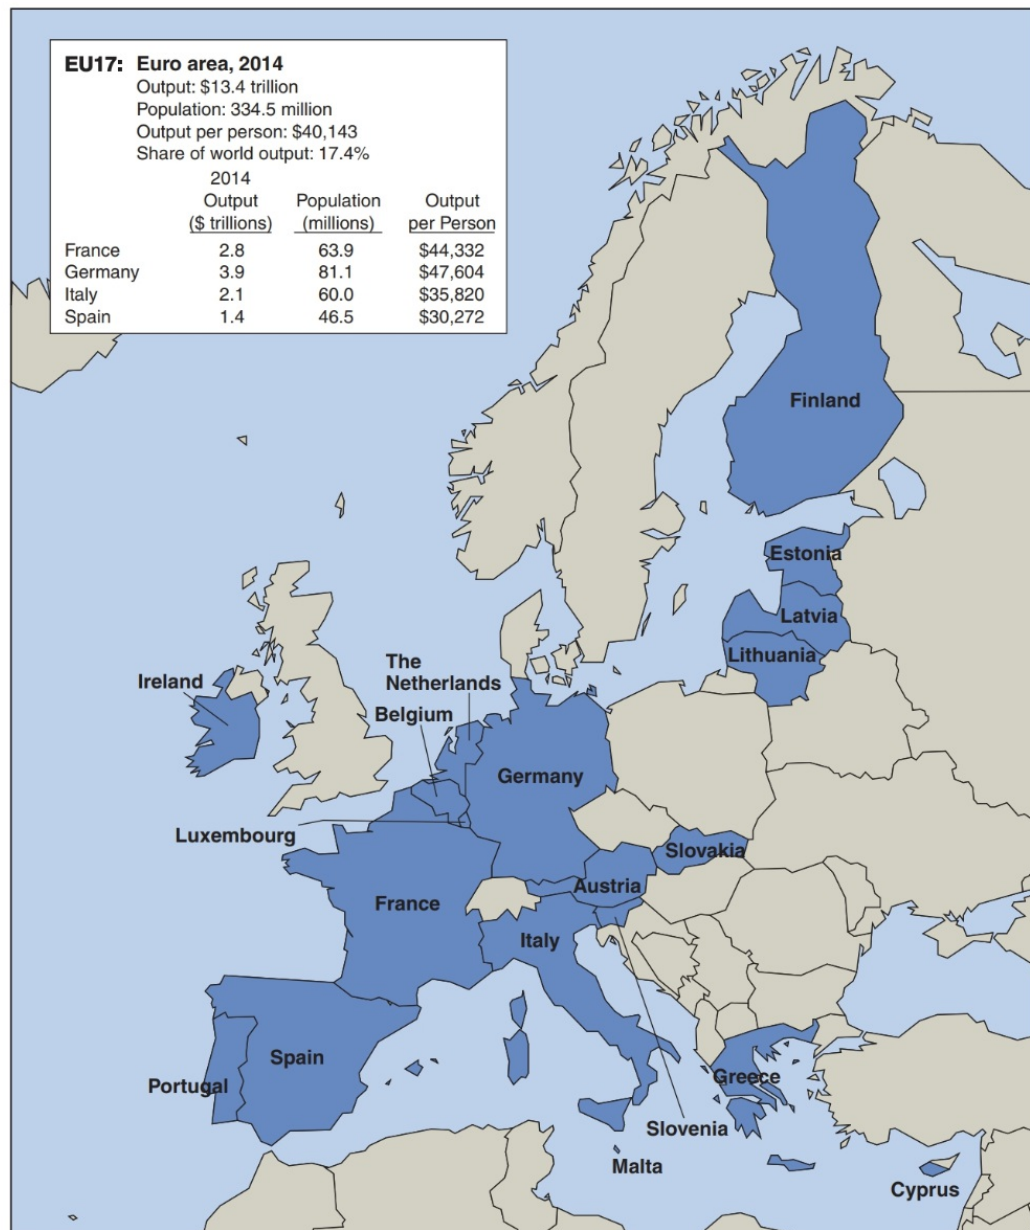 EU17: Euro area, 2014
Output: $13.4 trillion
Population: 334.5 million
Output per person: $40,143
Share of world output: 17.4%
2014
Output Population Output
($ trillions) (millions) per Person
France 2.8 63.9 $44,332
Germany 3.9 81.1 $47,604
Italy 2.1 60.0 $35,820
Spain 1.4 46.5 $30,272
Finland
Estonia
Latvia
Lithuania
Ireland
The
Netherlands
Belgium
Germany
Luxembourg
Slovakia
Austria
France
Italy
Spain
Portugal
Greece
Slovenia
Malta
Cyprus